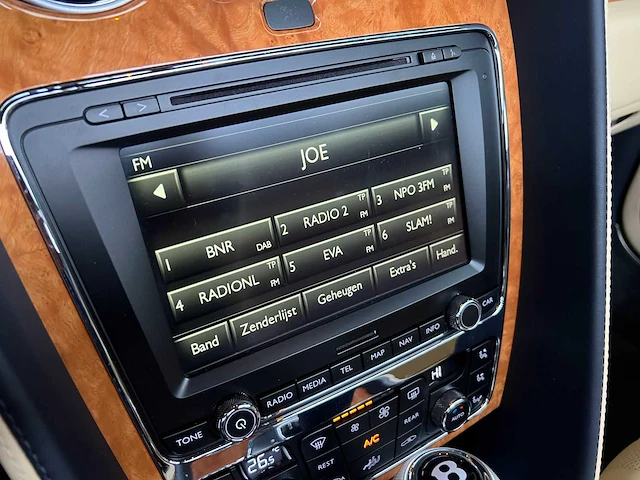 FM
JOE
1 BNR DAB
2 RADIO 2 TP FM
3 NPO 3FM TP FM
4 RADIONL TP FM
5 EVA TP FM
6 SLAM! TP FM
Band Zenderlijst Geheugen Extra's Hand.
RADIO MEDIA TEL MAP NAV INFO CAR
TONE
26.5 °C
REST
A/C
REAR
AUTO
HI
B